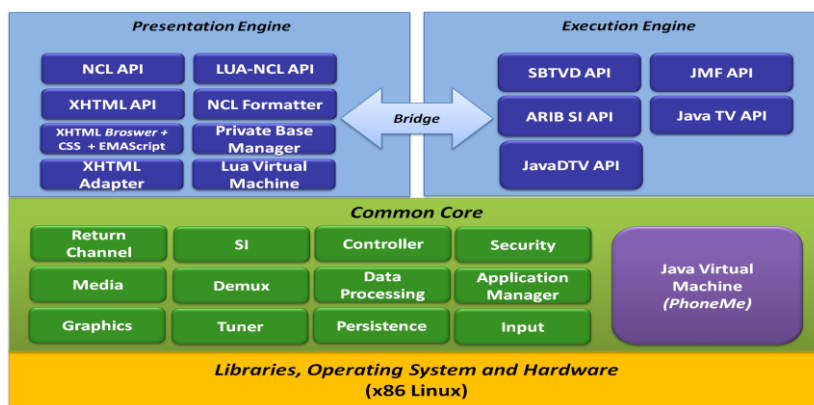 Presentation Engine
NCL API
LUA-NCL API
XHTML API
NCL Formatter
XHTML Broswer +
CSS + EMAScript
Private Base
Manager
XHTML
Adapter
Lua Virtual
Machine
Bridge
Execution Engine
SBTVD API
JMF API
ARIB SI API
Java TV API
JavaDTV API
Common Core
Return
Channel
SI
Controller
Security
Media
Demux
Data
Processing
Application
Manager
Graphics
Tuner
Persistence
Input
Java Virtual
Machine
(PhoneMe)
Libraries, Operating System and Hardware
(x86 Linux)